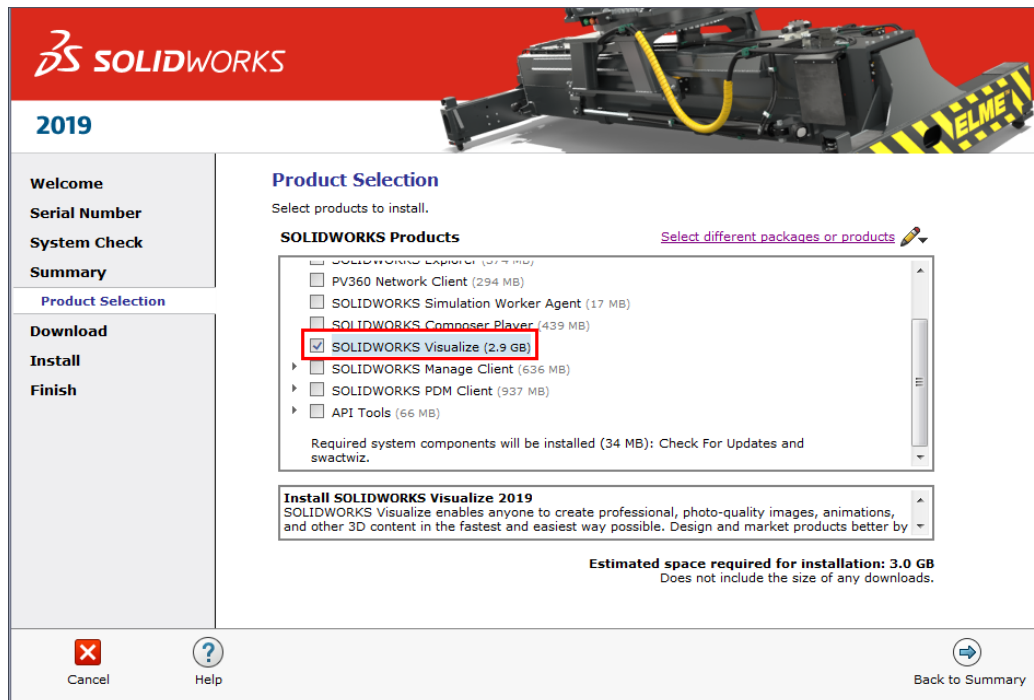 SOLIDWORKS
ELME
2019
Welcome
Serial Number
System Check
Summary
Product Selection
Download
Install
Finish
Product Selection
Select products to install.
SOLIDWORKS Products
Select different packages or products
SOLIDWORKS Explorer (374 MB)
PV360 Network Client (294 MB)
SOLIDWORKS Simulation Worker Agent (17 MB)
SOLIDWORKS Composer Player (439 MB)
SOLIDWORKS Visualize (2.9 GB)
SOLIDWORKS Manage Client (636 MB)
SOLIDWORKS PDM Client (937 MB)
API Tools (66 MB)
Required system components will be installed (34 MB): Check For Updates and
swactwiz.
Install SOLIDWORKS Visualize 2019
SOLIDWORKS Visualize enables anyone to create professional, photo-quality images, animations,
and other 3D content in the fastest and easiest way possible. Design and market products better by
Estimated space required for installation: 3.0 GB
Does not include the size of any downloads.
Cancel
Help
Back to Summary